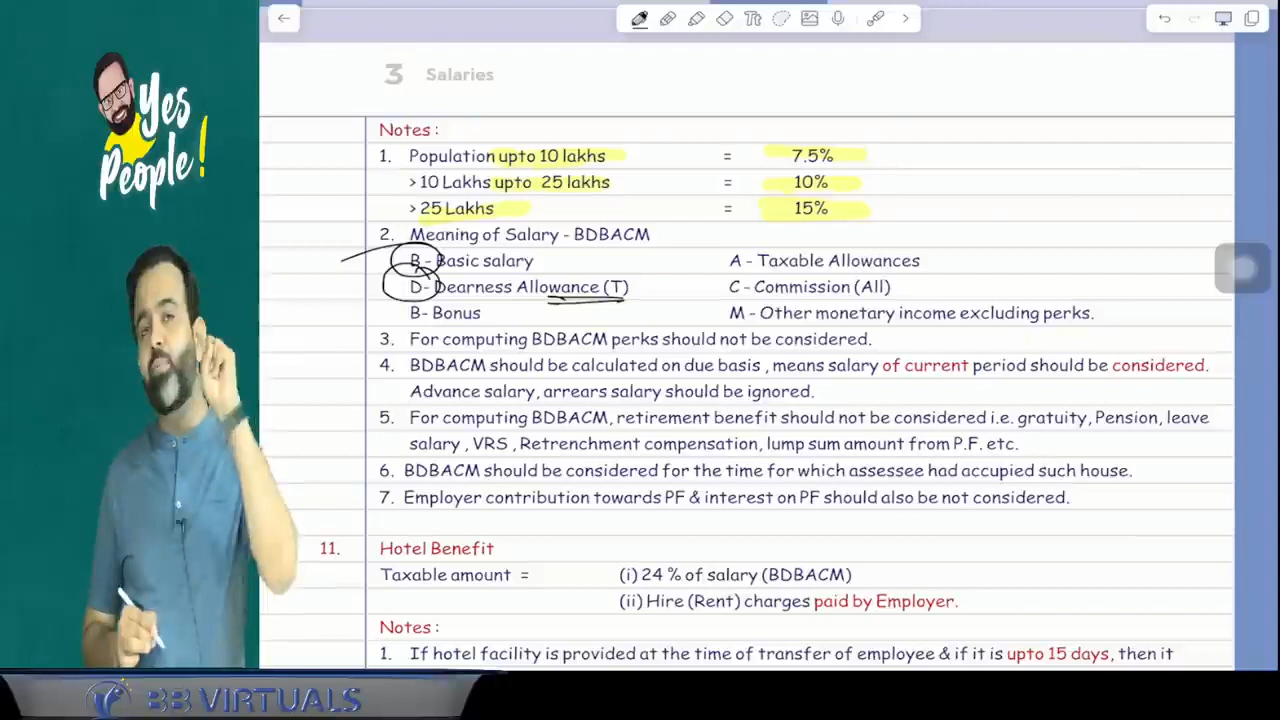 Yes
People!
3 Salaries
Notes :
1. Population upto 10 lakhs = 7.5%
> 10 Lakhs upto 25 lakhs = 10%
> 25 Lakhs = 15%
2. Meaning of Salary - BDBACM
B - Basic salary A - Taxable Allowances
D- Dearness Allowance (T) C - Commission (All)
B- Bonus M - Other monetary income excluding perks.
3. For computing BDBACM perks should not be considered.
4. BDBACM should be calculated on due basis , means salary of current period should be considered.
Advance salary, arrears salary should be ignored.
5. For computing BDBACM, retirement benefit should not be considered i.e. gratuity, Pension, leave
salary , VRS , Retrenchment compensation, lump sum amount from P.F. etc.
6. BDBACM should be considered for the time for which assessee had accupied such house.
7. Employer contribution towards PF & interest on PF should also be not considered.
11. Hotel Benefit
Taxable amount = (i) 24 % of salary (BDBACM)
(ii) Hire (Rent) charges paid by Employer.
Notes :
1. If hotel facility is provided at the time of transfer of employee & if it is upto 15 days, then it
BB VIRTUALS